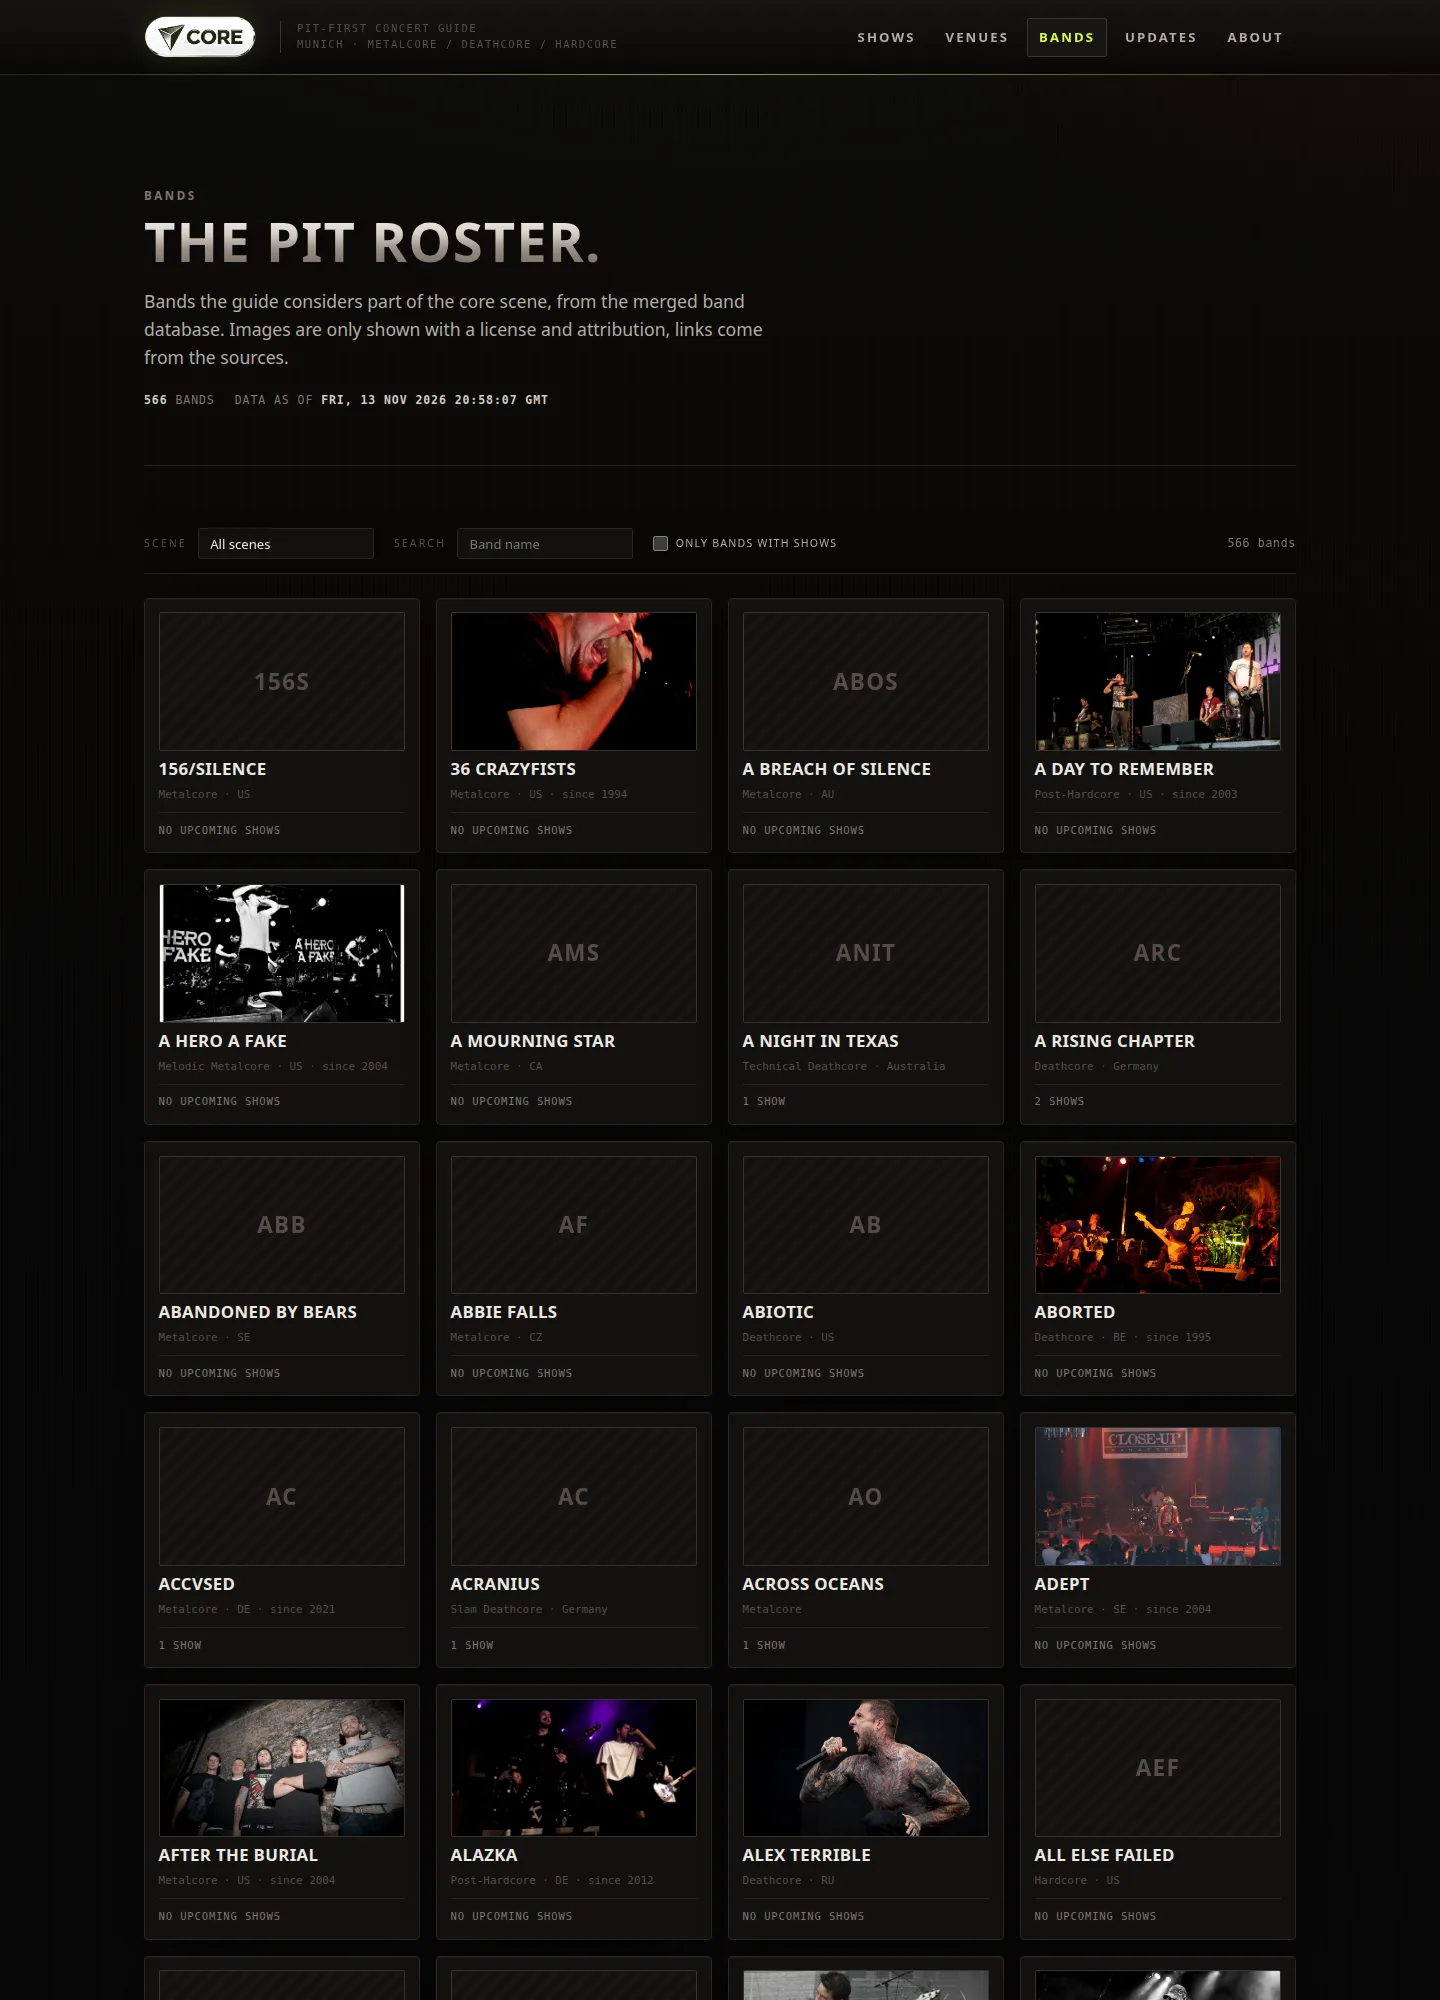 CORE
PIT-FIRST CONCERT GUIDE
MUNICH · METALCORE / DEATHCORE / HARDCORE
SHOWS
VENUES
BANDS
UPDATES
ABOUT
BANDS
THE PIT ROSTER.
Bands the guide considers part of the core scene, from the merged band
database. Images are only shown with a license and attribution, links come
from the sources.
566 BANDS DATA AS OF FRI, 13 NOV 2026 20:58:07 GMT
SCENE All scenes SEARCH Band name ONLY BANDS WITH SHOWS 566 bands
156S
156/SILENCE
Metalcore · US
NO UPCOMING SHOWS
36 CRAZYFISTS
Metalcore · US · since 1994
NO UPCOMING SHOWS
ABOS
A BREACH OF SILENCE
Metalcore · AU
NO UPCOMING SHOWS
DA
A DAY TO REMEMBER
Post-Hardcore · US · since 2003
NO UPCOMING SHOWS
HERO
FAKE
A HERO
A FAKE
A HERO A FAKE
Melodic Metalcore · US · since 2004
NO UPCOMING SHOWS
AMS
A MOURNING STAR
Metalcore · CA
NO UPCOMING SHOWS
ANIT
A NIGHT IN TEXAS
Technical Deathcore · Australia
1 SHOW
ARC
A RISING CHAPTER
Deathcore · Germany
2 SHOWS
ABB
ABANDONED BY BEARS
Metalcore · SE
NO UPCOMING SHOWS
AF
ABBIE FALLS
Metalcore · CZ
NO UPCOMING SHOWS
AB
ABIOTIC
Deathcore · US
NO UPCOMING SHOWS
ABORTED
Deathcore · BE · since 1995
NO UPCOMING SHOWS
AC
ACCVSED
Metalcore · DE · since 2021
1 SHOW
AC
ACRANIUS
Slam Deathcore · Germany
1 SHOW
AO
ACROSS OCEANS
Metalcore
1 SHOW
CLOSE-UP
ADEPT
Metalcore · SE · since 2004
NO UPCOMING SHOWS
AFTER THE BURIAL
Metalcore · US · since 2004
NO UPCOMING SHOWS
ALAZKA
Post-Hardcore · DE · since 2012
NO UPCOMING SHOWS
ALEX TERRIBLE
Deathcore · RU
NO UPCOMING SHOWS
AEF
ALL ELSE FAILED
Hardcore · US
NO UPCOMING SHOWS